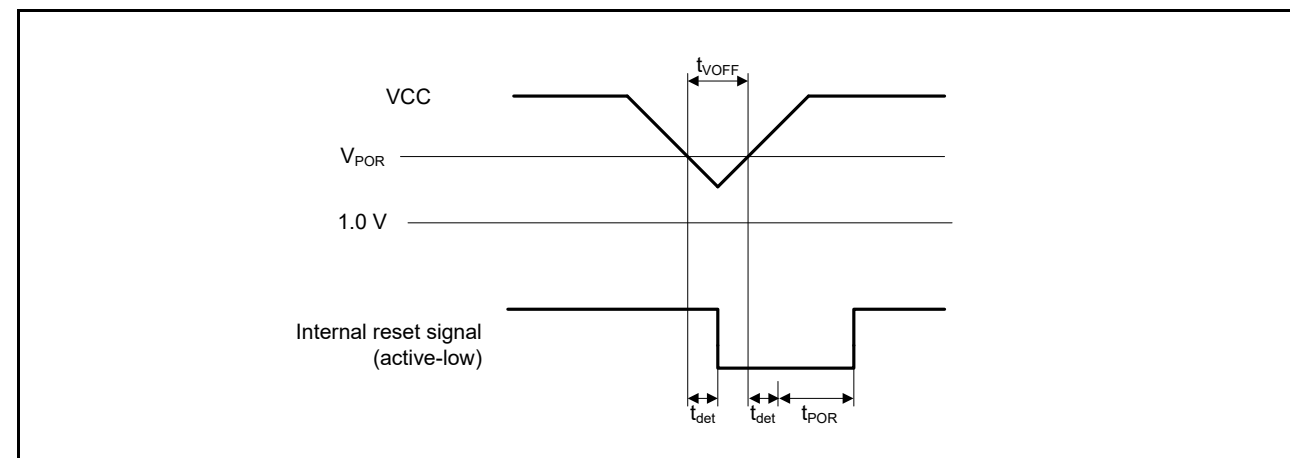 tVOFF
VCC
VPOR
1.0 V
Internal reset signal
(active-low)
tdet tdet tPOR